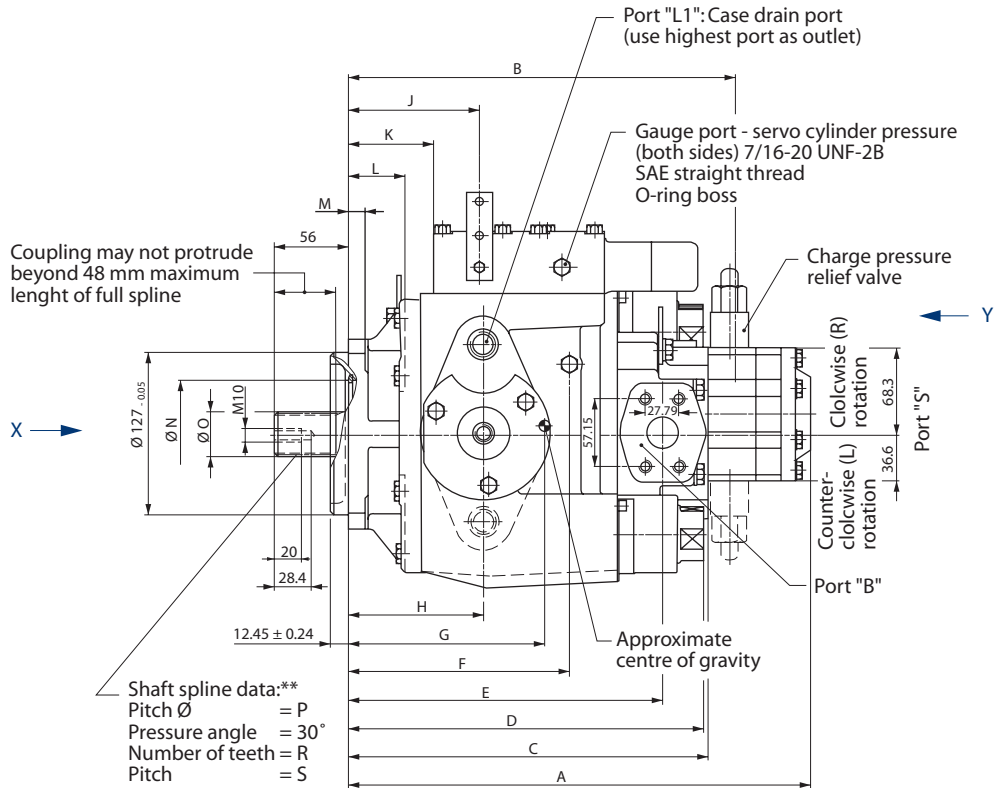 Port "L1": Case drain port
(use highest port as outlet)
B
J
K
L
M
56
Gauge port - servo cylinder pressure
(both sides) 7/16-20 UNF-2B
SAE straight thread
O-ring boss
Coupling may not protrude
beyond 48 mm maximum
lenght of full spline
Charge pressure
relief valve
Y
X
Ø 127 - 0.05
Ø N
Ø O
M10
57.15
27.79
Clolcwise (R)
rotation
68.3
Port "S"
36.6
Counter-
clolcwise (L)
rotation
20
28.4
Port "B"
H
12.45 ± 0.24
G
F
Approximate
centre of gravity
E
D
C
A
Shaft spline data:**
Pitch Ø = P
Pressure angle = 30°
Number of teeth = R
Pitch = S